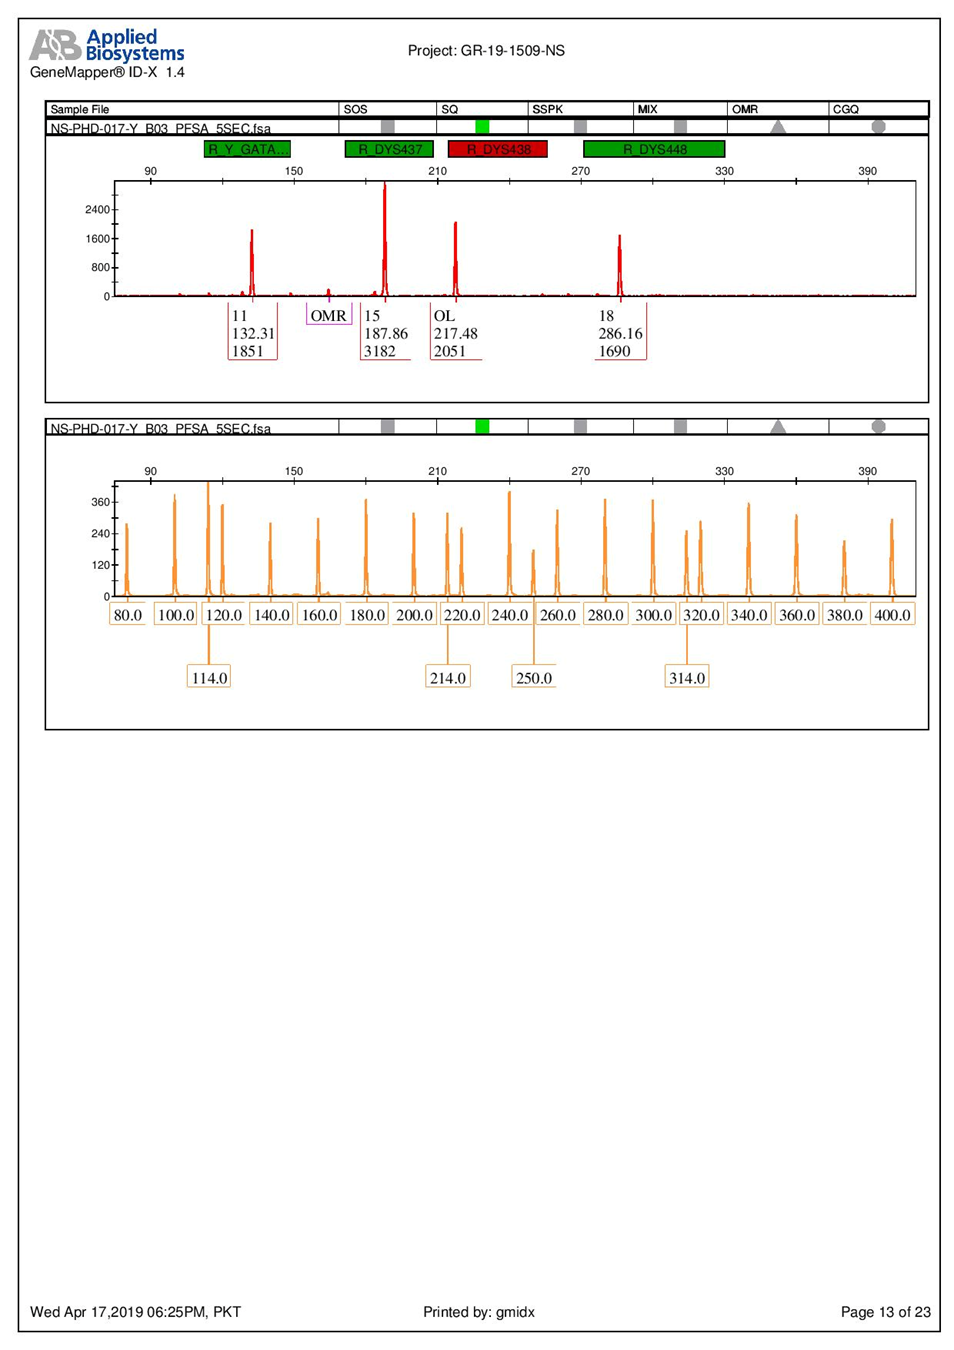 AB Applied
Biosystems
GeneMapper® ID-X 1.4
Project: GR-19-1509-NS
Sample File SOS SQ SSPK MIX OMR CGQ
NS-PHD-017-Y_B03_PFSA_5SEC.fsa
R_Y_GATA... R_DYS437 R_DYS438 R_DYS448
90 150 210 270 330 390
2400
1600
800
0
11 OMR 15 OL 18
132.31 187.86 217.48 286.16
1851 3182 2051 1690
NS-PHD-017-Y_B03_PFSA_5SEC.fsa
90 150 210 270 330 390
360
240
120
0
80.0 100.0 120.0 140.0 160.0 180.0 200.0 220.0 240.0 260.0 280.0 300.0 320.0 340.0 360.0 380.0 400.0
114.0 214.0 250.0 314.0
Wed Apr 17,2019 06:25PM, PKT Printed by: gmidx Page 13 of 23